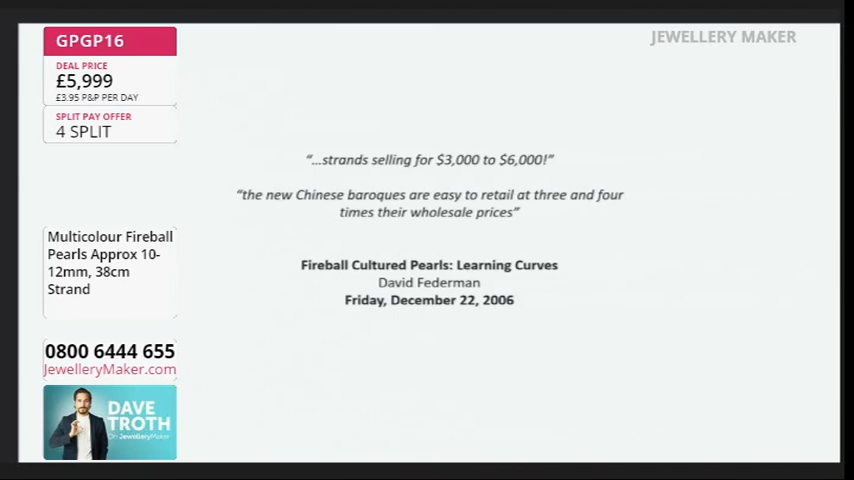 GPGP16
DEAL PRICE
£5,999
£3.95 P&P PER DAY
SPLIT PAY OFFER
4 SPLIT
Multicolour Fireball
Pearls Approx 10-
12mm, 38cm
Strand
0800 6444 655
JewelleryMaker.com
DAVE
TROTH
On JewelleryMaker
JEWELLERY MAKER
“...strands selling for $3,000 to $6,000!”
“the new Chinese baroques are easy to retail at three and four
times their wholesale prices”
Fireball Cultured Pearls: Learning Curves
David Federman
Friday, December 22, 2006